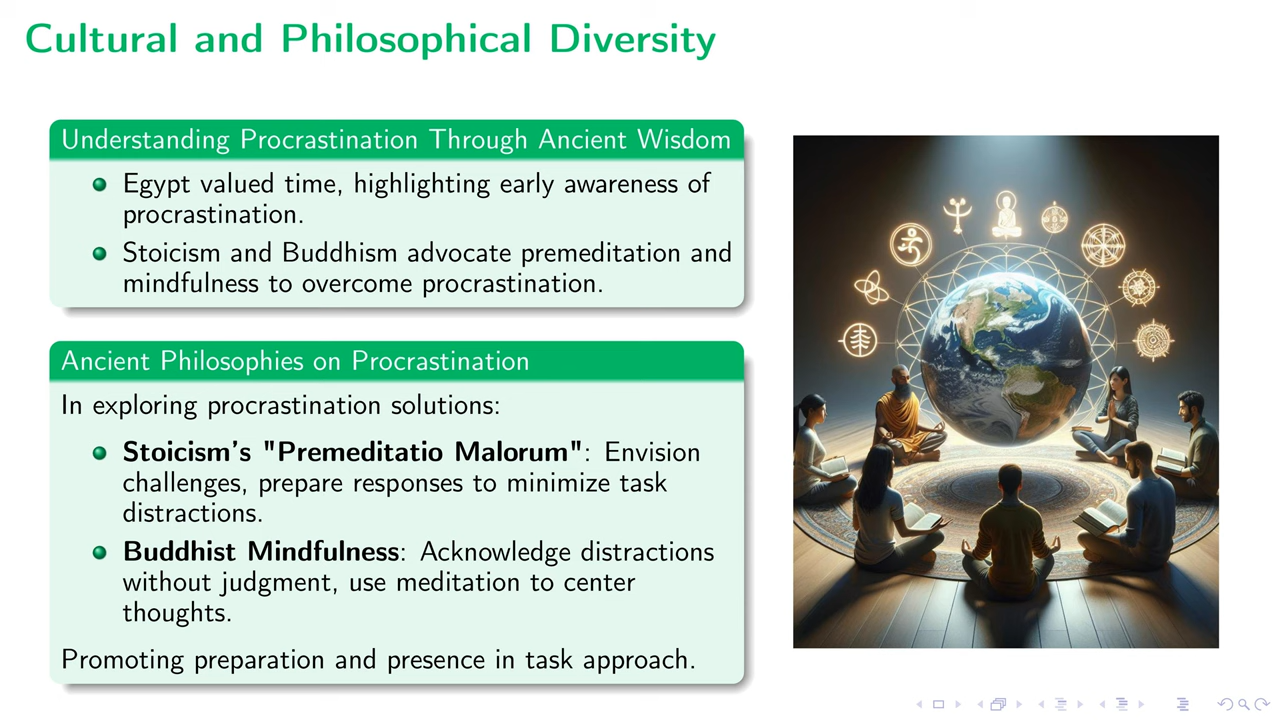 Cultural and Philosophical Diversity
Understanding Procrastination Through Ancient Wisdom
Egypt valued time, highlighting early awareness of
procrastination.
Stoicism and Buddhism advocate premeditation and
mindfulness to overcome procrastination.
Ancient Philosophies on Procrastination
In exploring procrastination solutions:
Stoicism's "Premeditatio Malorum": Envision
challenges, prepare responses to minimize task
distractions.
Buddhist Mindfulness: Acknowledge distractions
without judgment, use meditation to center
thoughts.
Promoting preparation and presence in task approach.